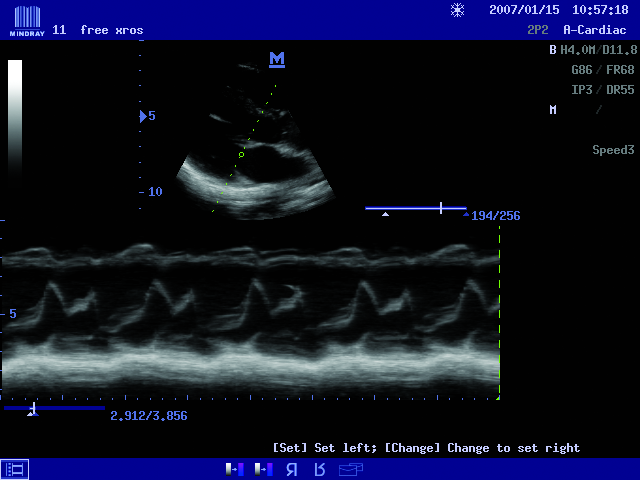 2007/01/15 10:57:18
MINDRAY 11 free xros 2P2 A-Cardiac
M
B H4.0M/D11.8
G86 / FR68
IP3 / DR55
M /
Speed3
5
10
194/256
5
2.912/3.856
[Set] Set left; [Change] Change to set right